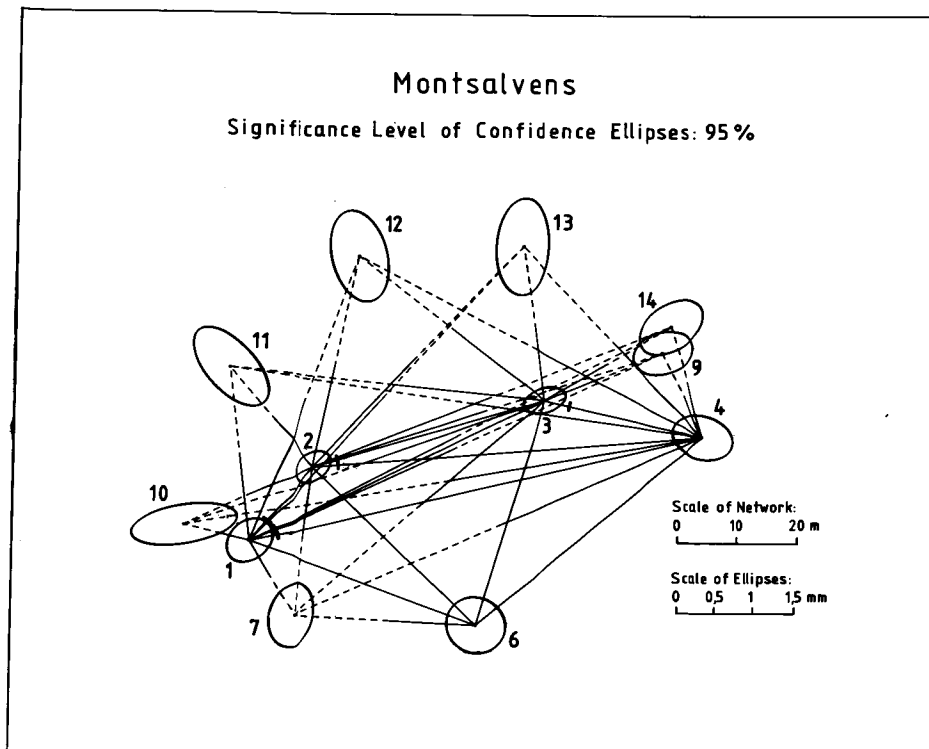 Montsalvens
Significance Level of Confidence Ellipses: 95%
12
13
14
11
9
4
2
3
10
Scale of Network:
0 10 20 m
1
Scale of Ellipses:
0 0,5 1 1,5 mm
7
6